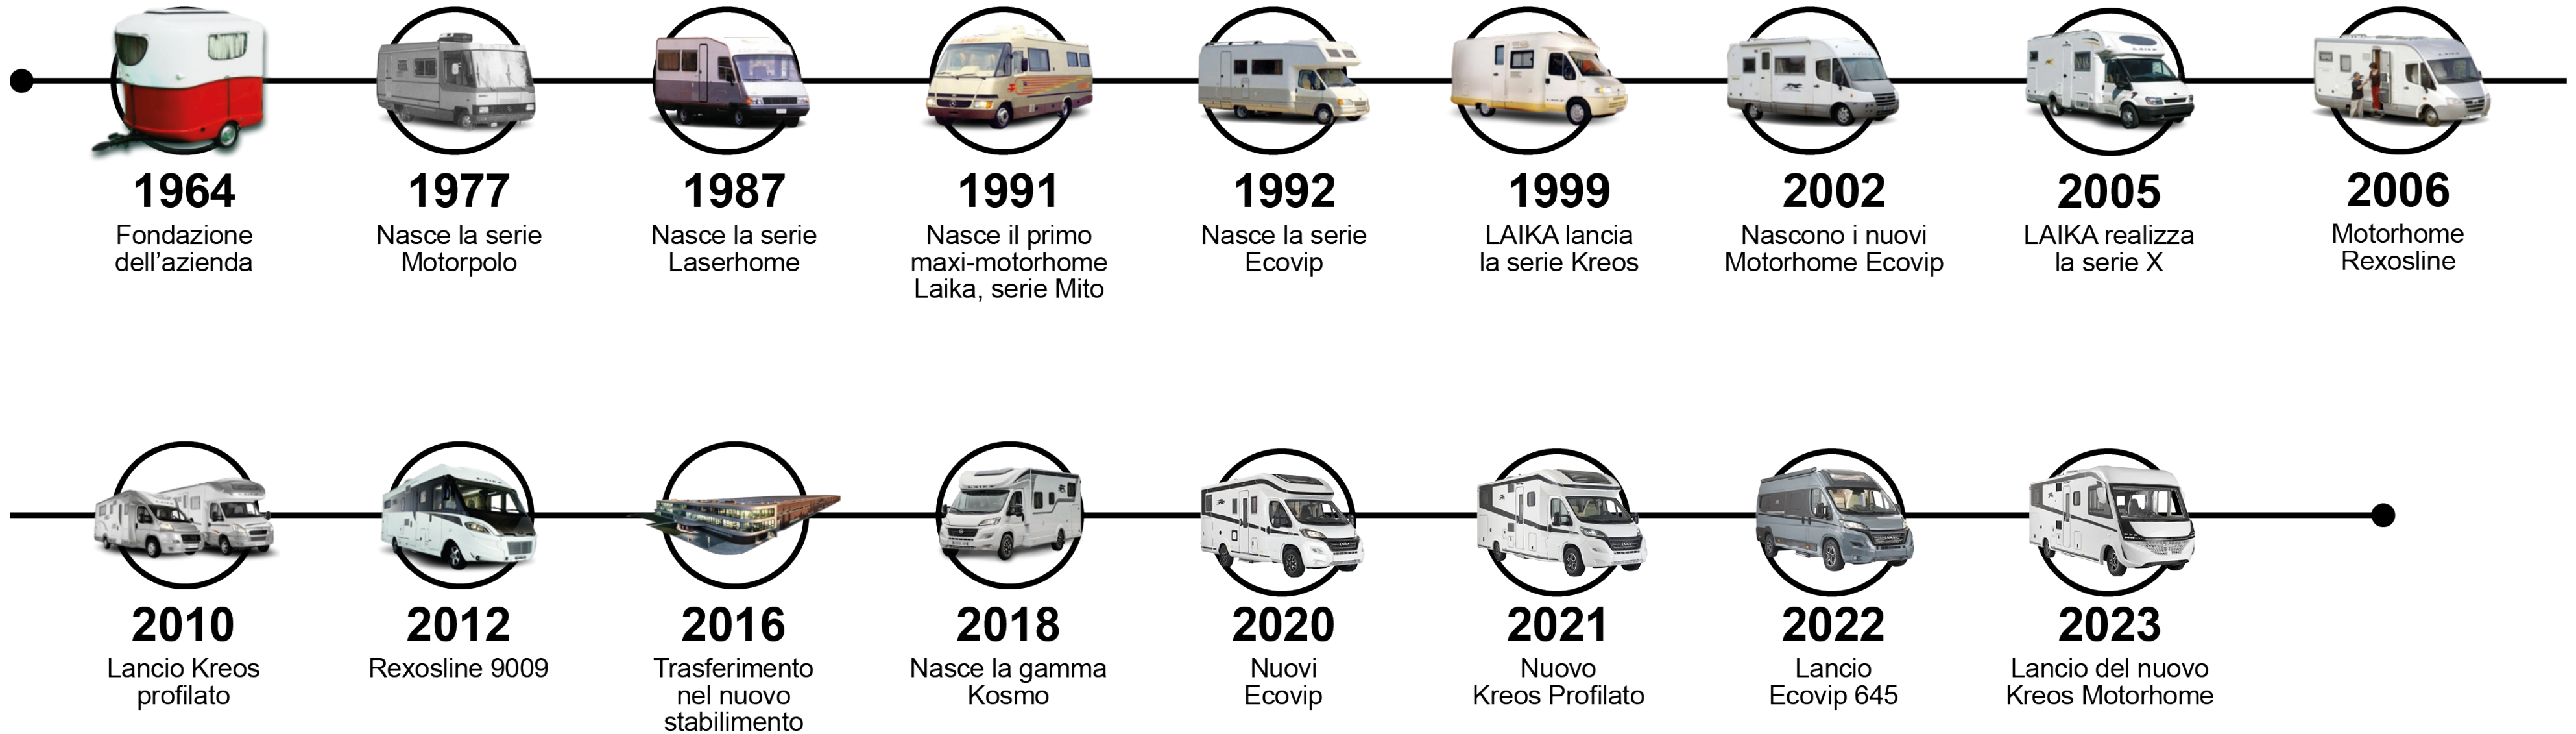 1964
Fondazione
dell’azienda
1977
Nasce la serie
Motorpolo
1987
Nasce la serie
Laserhome
1991
Nasce il primo
maxi-motorhome
Laika, serie Mito
1992
Nasce la serie
Ecovip
1999
LAIKA lancia
la serie Kreos
2002
Nascono i nuovi
Motorhome Ecovip
2005
LAIKA realizza
la serie X
2006
Motorhome
Rexosline
2010
Lancio Kreos
profilato
2012
Rexosline 9009
2016
Trasferimento
nel nuovo
stabilimento
2018
Nasce la gamma
Kosmo
2020
Nuovi
Ecovip
2021
Nuovo
Kreos Profilato
2022
Lancio
Ecovip 645
2023
Lancio del nuovo
Kreos Motorhome